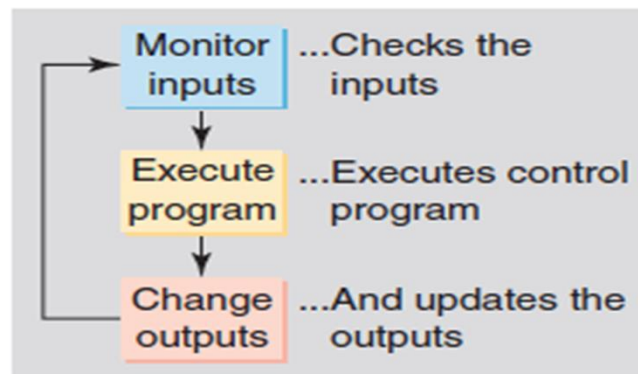 Monitor ...Checks the
inputs inputs
Execute ...Executes control
program program
Change ...And updates the
outputs outputs